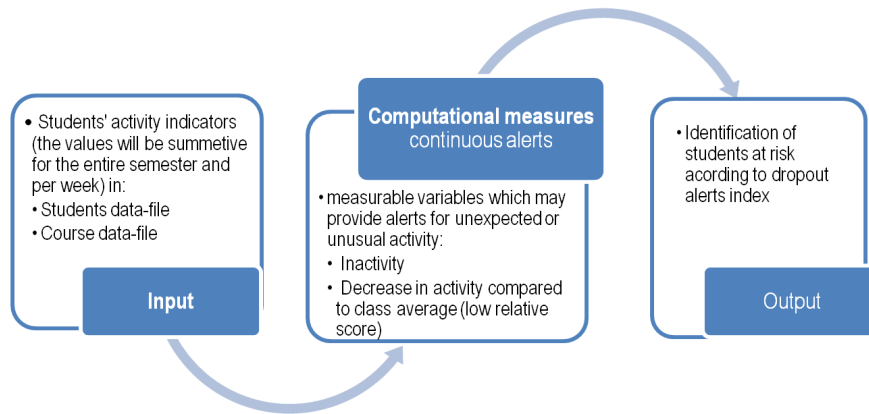 • Students' activity indicators
(the values will be summetive
for the entire semester and
per week) in:
• Students data-file
• Course data-file
Input
Computational measures
continuous alerts
• measurable variables which may
provide alerts for unexpected or
unusual activity:
• Inactivity
• Decrease in activity compared
to class average (low relative
score)
• Identification of
students at risk
acording to dropout
alerts index
Output